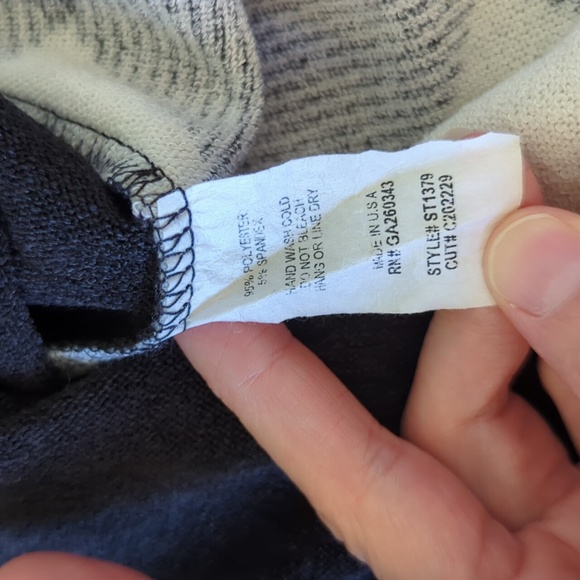 95% POLYESTER
5% SPANDEX
HAND WASH COLD
DO NOT BLEACH
HANG OR LINE DRY
MADE IN U.S.A
RN# GA260343
STYLE# ST1379
CUT# C202229